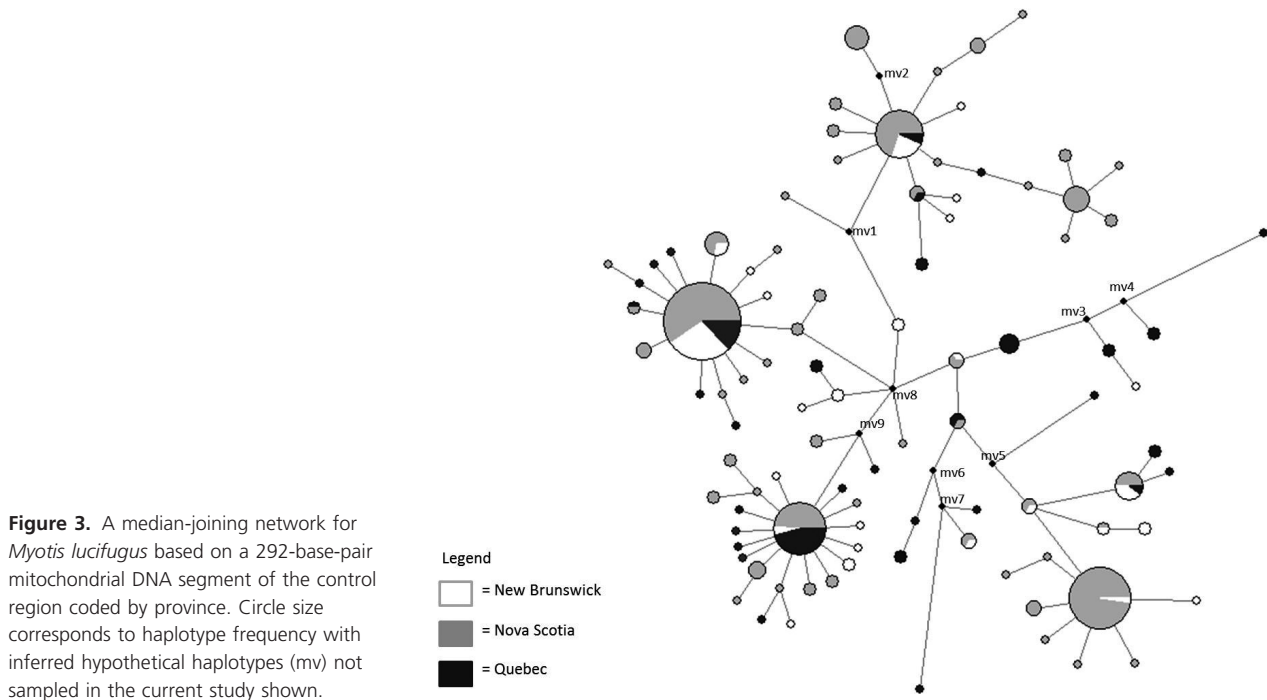 mv2
mv1
mv4
mv3
mv8
mv9
mv5
mv6
mv7
Figure 3. A median-joining network for
Myotis lucifugus based on a 292-base-pair
mitochondrial DNA segment of the control
region coded by province. Circle size
corresponds to haplotype frequency with
inferred hypothetical haplotypes (mv) not
sampled in the current study shown.
Legend
= New Brunswick
= Nova Scotia
= Quebec